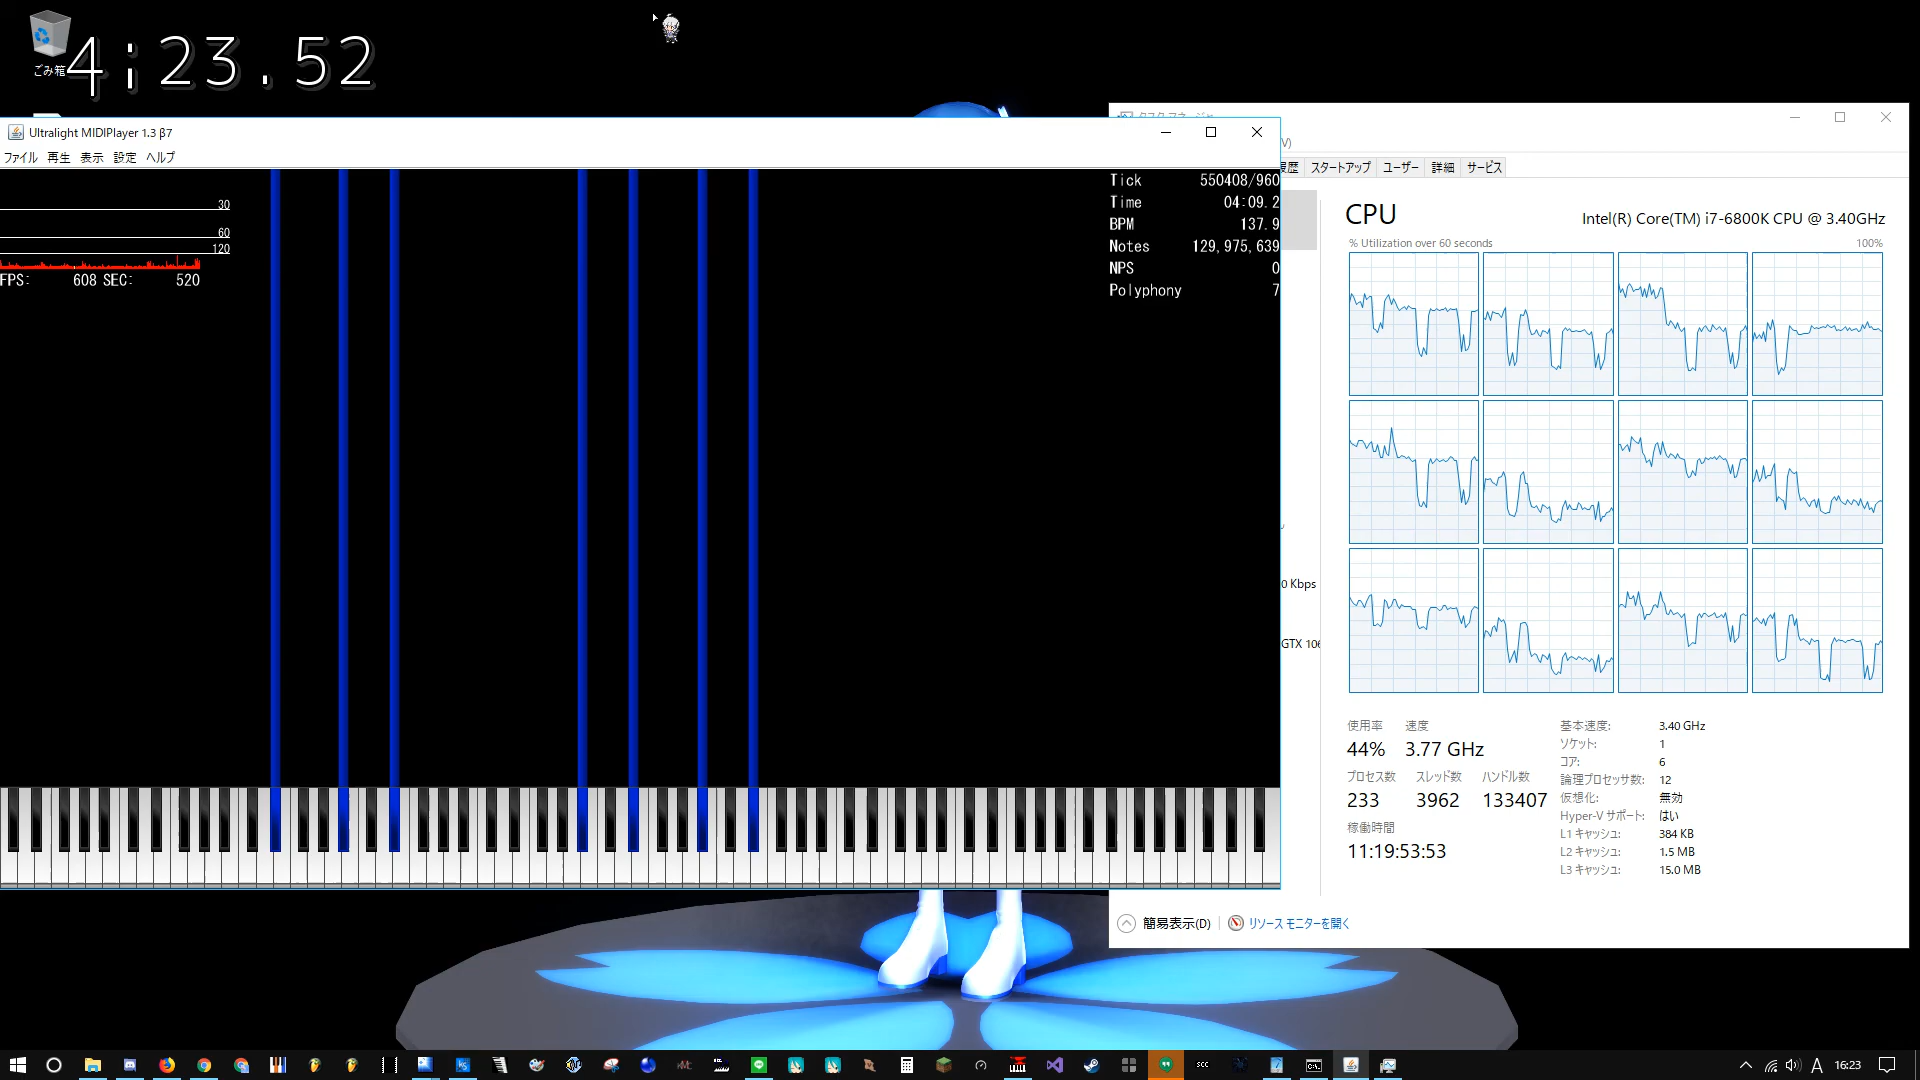 4;23.52
ごみ箱
Ultralight MIDIPlayer 1.3 β7
ファイル 再生 表示 設定 ヘルプ
30
60
120
FPS: 608 SEC: 520
Tick 550408/960
Time 04:09.2
BPM 137.9
Notes 129,975,639
NPS 0
Polyphony 7
V)
履歴 スタートアップ ユーザー 詳細 サービス
CPU
Intel(R) Core(TM) i7-6800K CPU @ 3.40GHz
% Utilization over 60 seconds 100%
0 Kbps
GTX 106
使用率 速度
44% 3.77 GHz
プロセス数 スレッド数 ハンドル数
233 3962 133407
稼働時間
11:19:53:53
基本速度: 3.40 GHz
ソケット: 1
コア: 6
論理プロセッサ数: 12
仮想化: 無効
Hyper-V サポート: はい
L1 キャッシュ: 384 KB
L2 キャッシュ: 1.5 MB
L3 キャッシュ: 15.0 MB
簡易表示(D)
リソース モニターを開く
scc
A
16:23